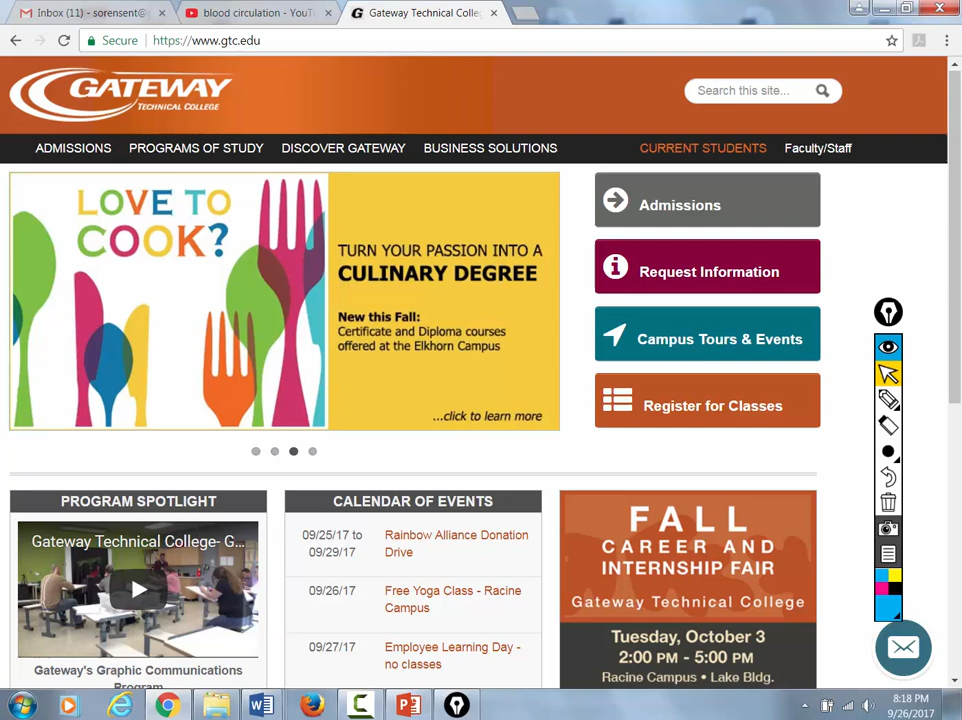 Inbox (11) - sorensent@g
blood circulation - YouTu
Gateway Technical Colleg
Secure
https://www.gtc.edu
GATEWAY
TECHNICAL COLLEGE
Search this site...
ADMISSIONS PROGRAMS OF STUDY DISCOVER GATEWAY BUSINESS SOLUTIONS CURRENT STUDENTS Faculty/Staff
LOVE TO
COOK?
TURN YOUR PASSION INTO A
CULINARY DEGREE
New this Fall:
Certificate and Diploma courses
offered at the Elkhorn Campus
...click to learn more
Admissions
Request Information
Campus Tours & Events
Register for Classes
PROGRAM SPOTLIGHT
Gateway Technical College- G...
Gateway's Graphic Communications
Program
CALENDAR OF EVENTS
09/25/17 to
09/29/17
Rainbow Alliance Donation
Drive
09/26/17
Free Yoga Class - Racine
Campus
09/27/17
Employee Learning Day -
no classes
FALL
CAREER AND
INTERNSHIP FAIR
Gateway Technical College
Tuesday, October 3
2:00 PM - 5:00 PM
Racine Campus • Lake Bldg.
8:18 PM
9/26/2017